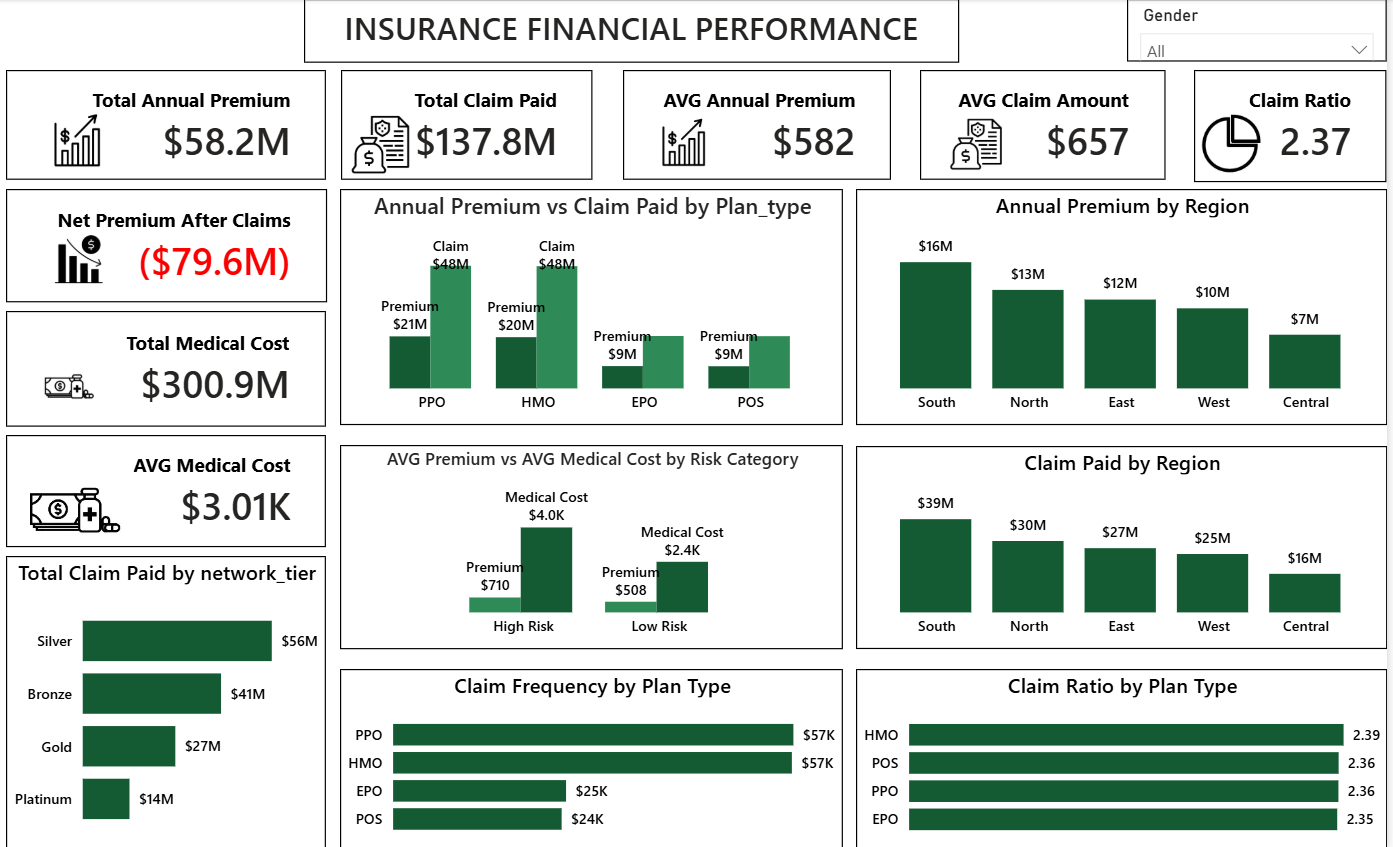 INSURANCE FINANCIAL PERFORMANCE
Gender
All
Total Annual Premium
$58.2M
Total Claim Paid
$137.8M
AVG Annual Premium
$582
AVG Claim Amount
$657
Claim Ratio
2.37
Net Premium After Claims
($79.6M)
Total Medical Cost
$300.9M
AVG Medical Cost
$3.01K
Total Claim Paid by network_tier
Silver
$56M
Bronze
$41M
Gold
$27M
Platinum
$14M
Annual Premium vs Claim Paid by Plan_type
Claim
$48M
Claim
$48M
Premium
$21M
Premium
$20M
Premium
$9M
Premium
$9M
PPO
HMO
EPO
POS
Annual Premium by Region
$16M
$13M
$12M
$10M
$7M
South
North
East
West
Central
AVG Premium vs AVG Medical Cost by Risk Category
Medical Cost
$4.0K
Medical Cost
$2.4K
Premium
$710
Premium
$508
High Risk
Low Risk
Claim Paid by Region
$39M
$30M
$27M
$25M
$16M
South
North
East
West
Central
Claim Frequency by Plan Type
PPO
$57K
HMO
$57K
EPO
$25K
POS
$24K
Claim Ratio by Plan Type
HMO
2.39
POS
2.36
PPO
2.36
EPO
2.35